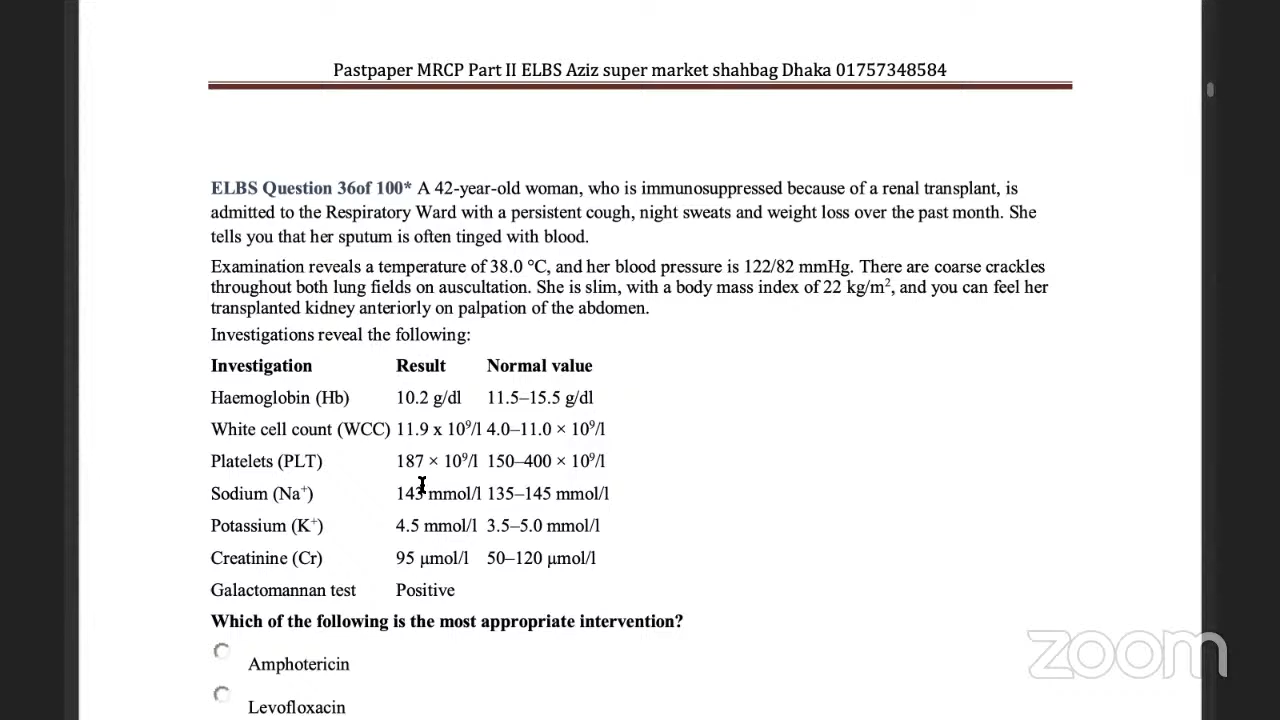 Pastpaper MRCP Part II ELBS Aziz super market shahbag Dhaka 01757348584
ELBS Question 36of 100* A 42-year-old woman, who is immunosuppressed because of a renal transplant, is
admitted to the Respiratory Ward with a persistent cough, night sweats and weight loss over the past month. She
tells you that her sputum is often tinged with blood.
Examination reveals a temperature of 38.0 °C, and her blood pressure is 122/82 mmHg. There are coarse crackles
throughout both lung fields on auscultation. She is slim, with a body mass index of 22 kg/m², and you can feel her
transplanted kidney anteriorly on palpation of the abdomen.
Investigations reveal the following:
Investigation Result Normal value
Haemoglobin (Hb) 10.2 g/dl 11.5–15.5 g/dl
White cell count (WCC) 11.9 x 10⁹/l 4.0–11.0 × 10⁹/l
Platelets (PLT) 187 × 10⁹/l 150–400 × 10⁹/l
Sodium (Na⁺) 143 mmol/l 135–145 mmol/l
Potassium (K⁺) 4.5 mmol/l 3.5–5.0 mmol/l
Creatinine (Cr) 95 µmol/l 50–120 µmol/l
Galactomannan test Positive
Which of the following is the most appropriate intervention?
Amphotericin
Levofloxacin
zoom